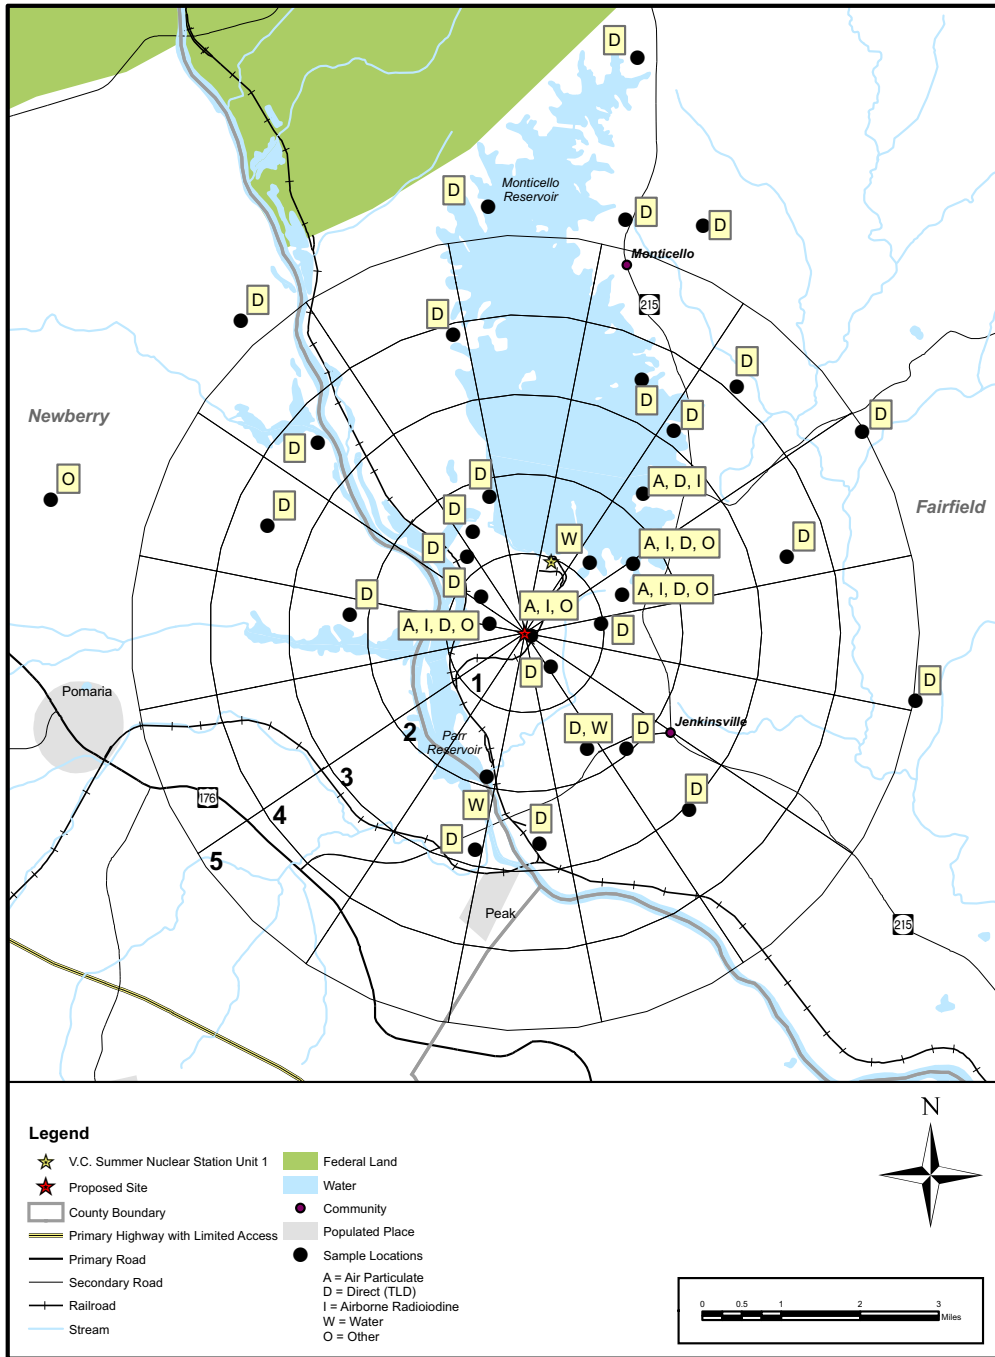 D
Monticello
Reservoir
D
D
D
Monticello
D
215
D
D
D
Newberry
D
D
D
O
D
A, D, I
Fairfield
D
D
W
A, I, D, O
D
D
D
A, I, D, O
D
A, I, O
A, I, D, O
D
D
1
D
Pomaria
2
Parr
Reservoir
D, W
D
Jenkinsville
3
176
4
W
D
D
D
5
Peak
215
N
Legend
V.C. Summer Nuclear Station Unit 1
Proposed Site
County Boundary
Primary Highway with Limited Access
Primary Road
Secondary Road
Railroad
Stream
Federal Land
Water
Community
Populated Place
Sample Locations
A = Air Particulate
D = Direct (TLD)
I = Airborne Radioiodine
W = Water
O = Other
0 0.5 1 2 3
Miles